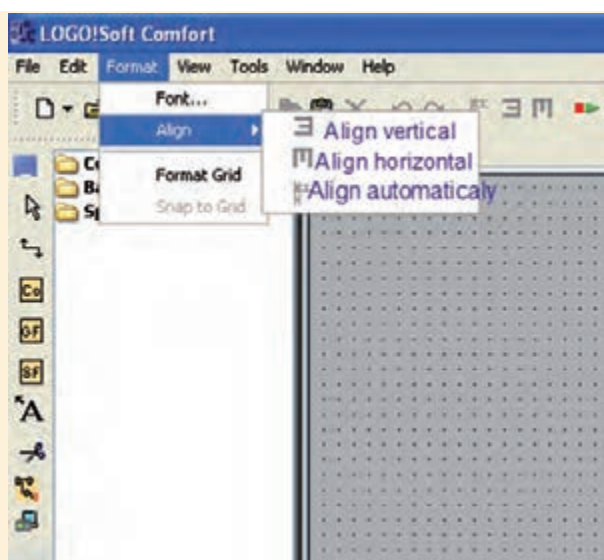 LOGO!Soft Comfort
File Edit Format View Tools Window Help
Font...
Align
Align vertical
Align horizontal
Align automaticaly
Format Grid
Snap to Grid
Co
GF
SF
A